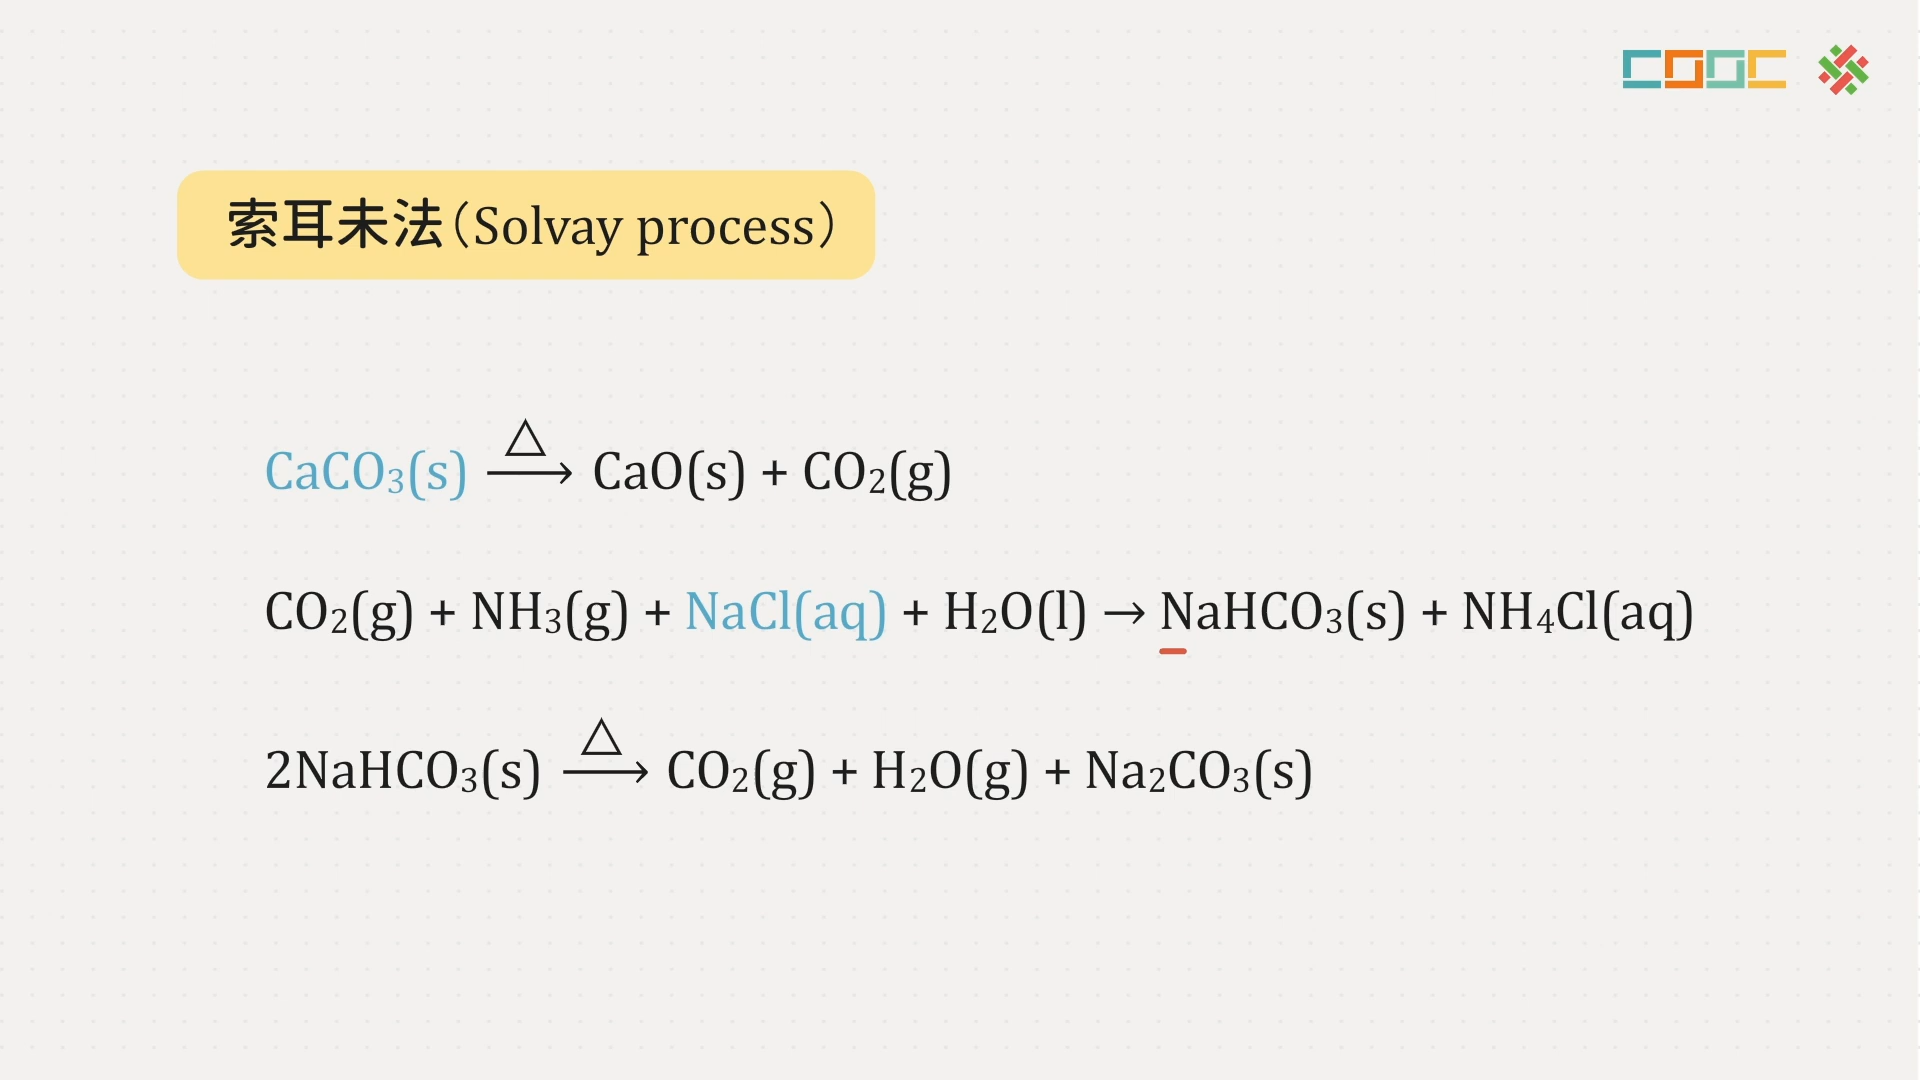 COOC
索耳未法（Solvay process）
CaCO₃(s) △→ CaO(s) + CO₂(g)
CO₂(g) + NH₃(g) + NaCl(aq) + H₂O(l) → NaHCO₃(s) + NH₄Cl(aq)
2NaHCO₃(s) △→ CO₂(g) + H₂O(g) + Na₂CO₃(s)